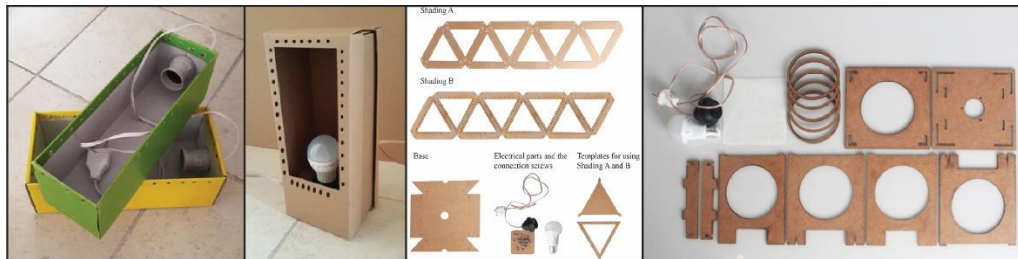 Shading A
Shading B
Base
Electrical parts and the
connection screws
Templates for using
Shading A and B